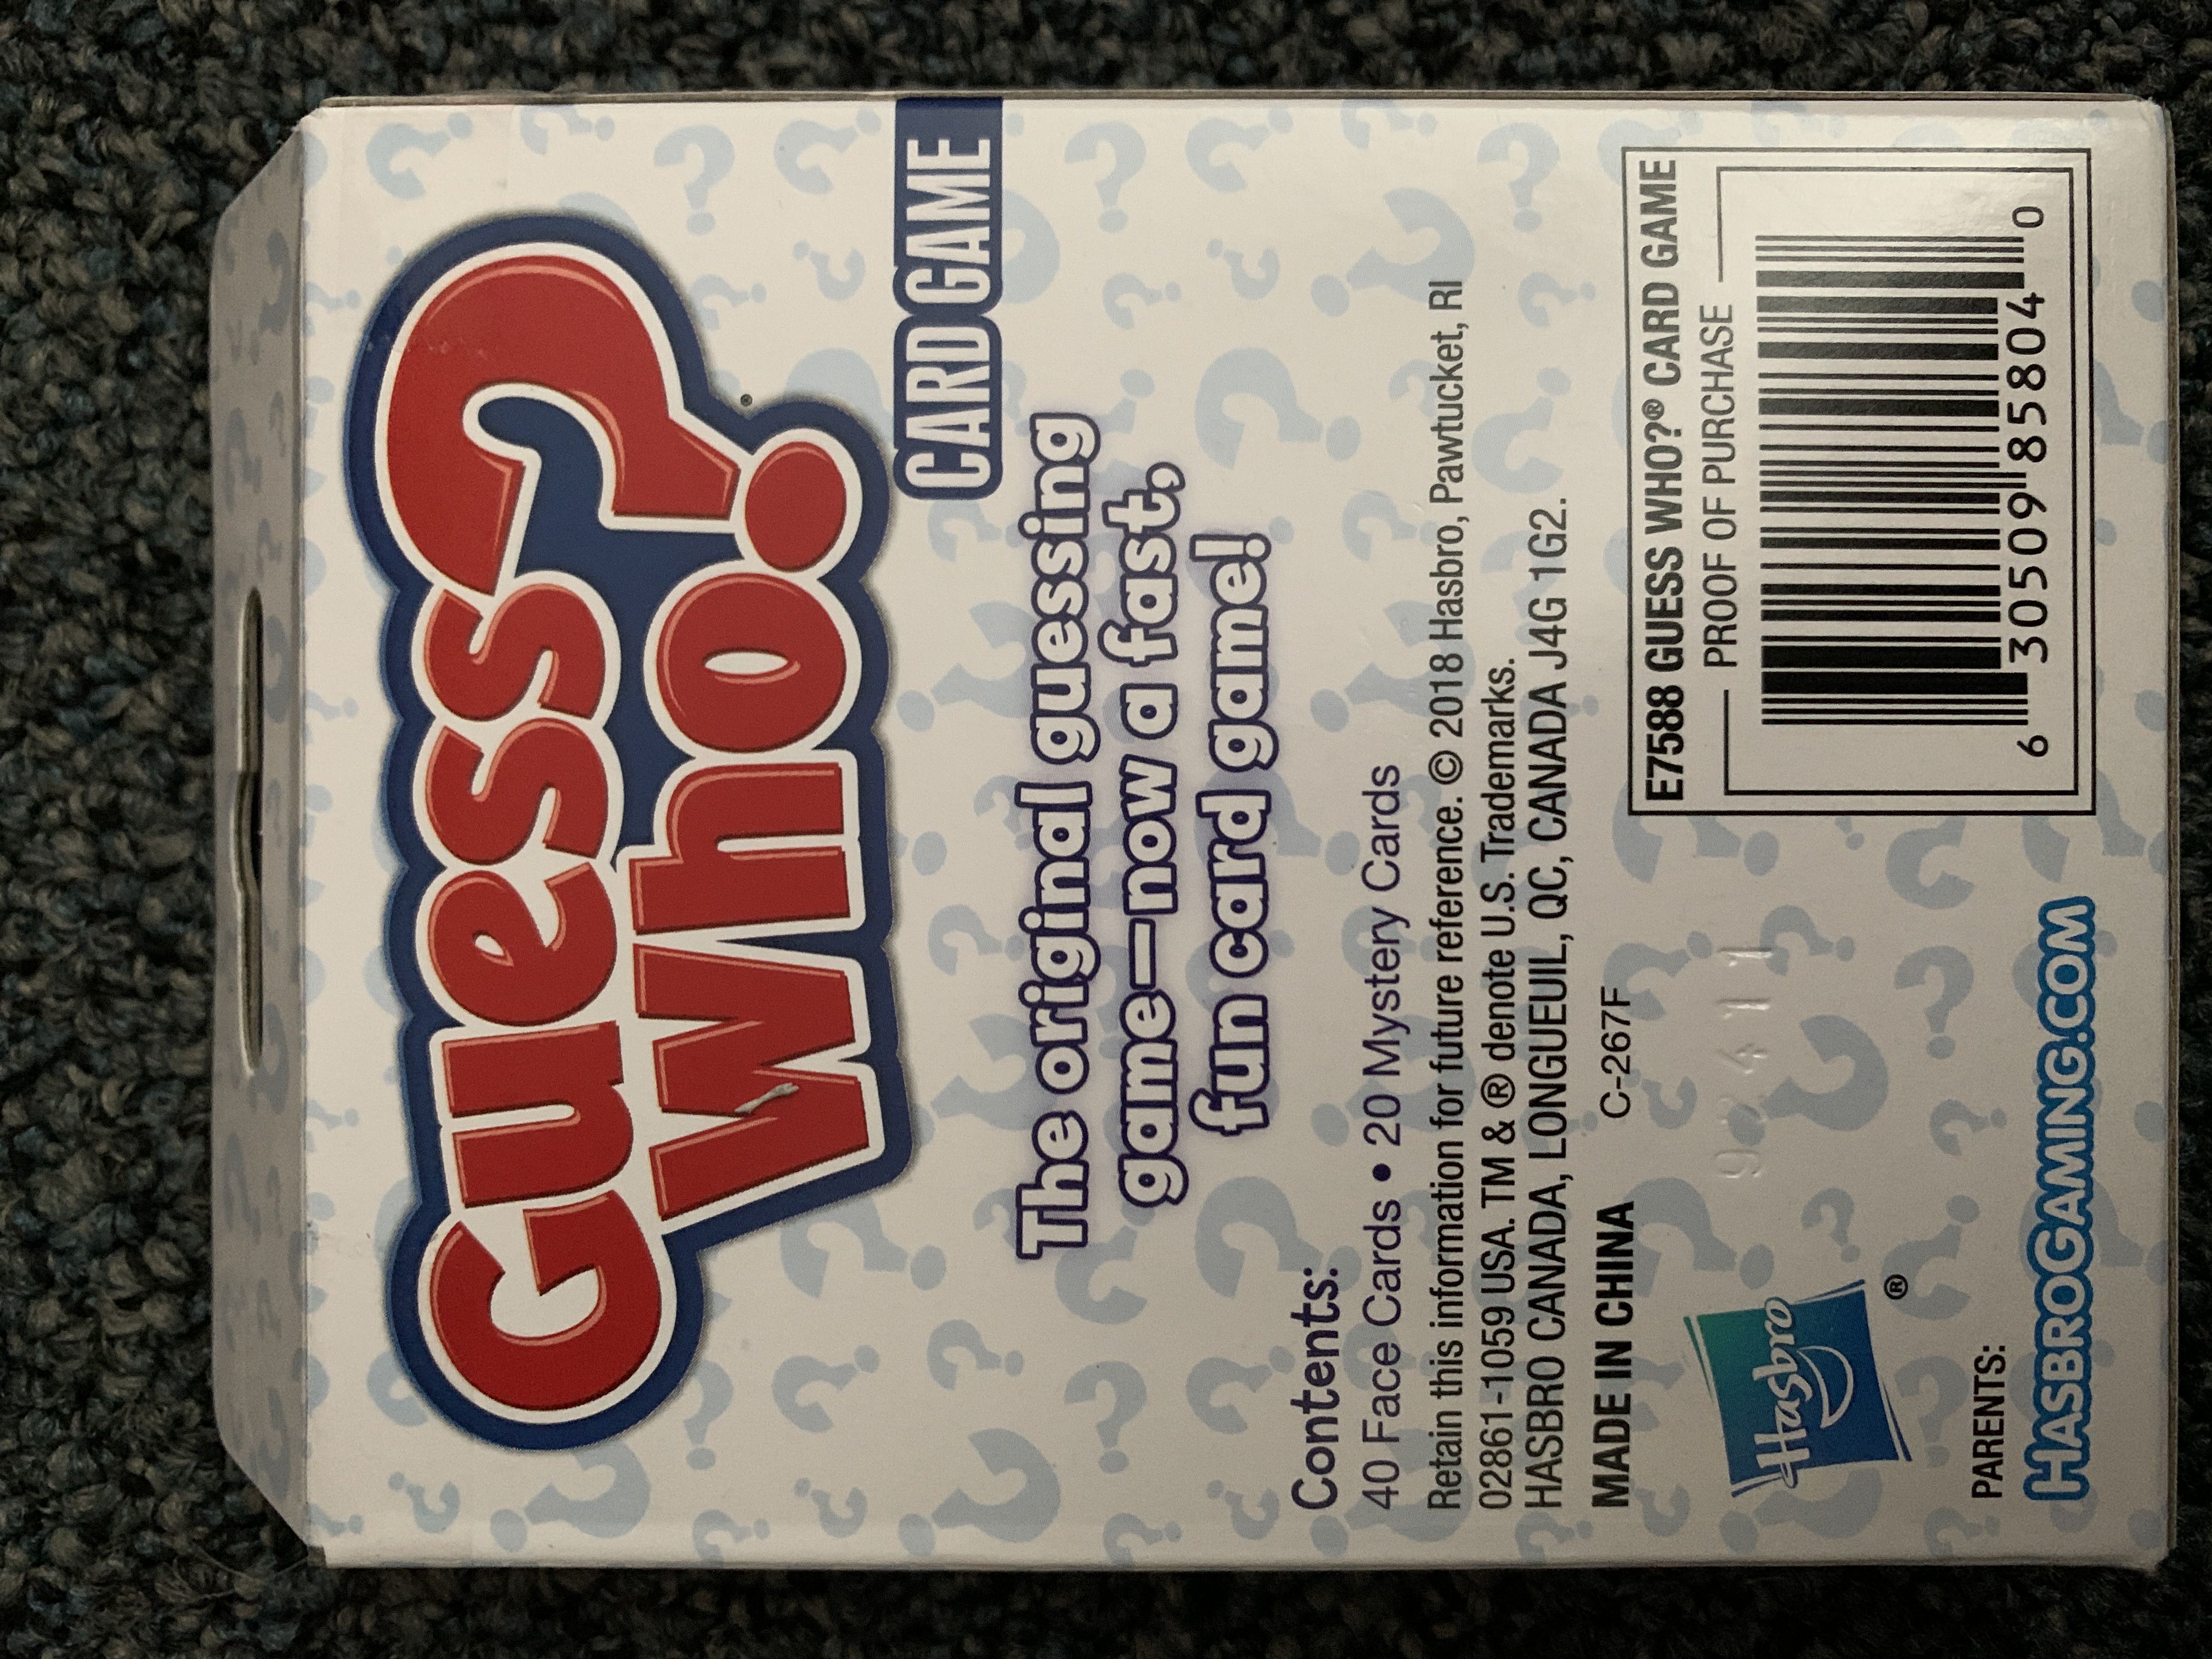 Guess
Who?
CARD GAME
The original guessing
game—now a fast,
fun card game!
Contents:
40 Face Cards • 20 Mystery Cards
Retain this information for future reference. © 2018 Hasbro, Pawtucket, RI
02861-1059 USA. TM & ® denote U.S. Trademarks.
HASBRO CANADA, LONGUEUIL, QC, CANADA J4G 1G2.
MADE IN CHINA C-267F
Hasbro®
PARENTS:
HASBROGAMING.COM
E7588 GUESS WHO?® CARD GAME
PROOF OF PURCHASE
6 30509 85804 0